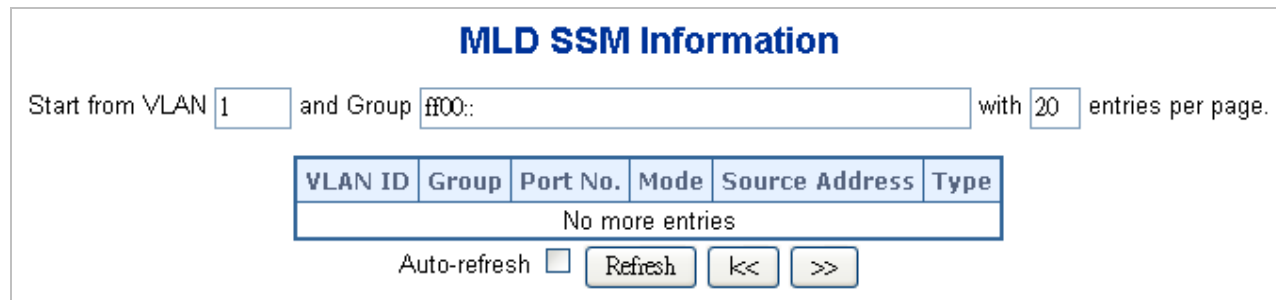 MLD SSM Information
Start from VLAN 1 and Group ff00:: with 20 entries per page.
VLAN ID Group Port No. Mode Source Address Type
No more entries
Auto-refresh Refresh |<< >>